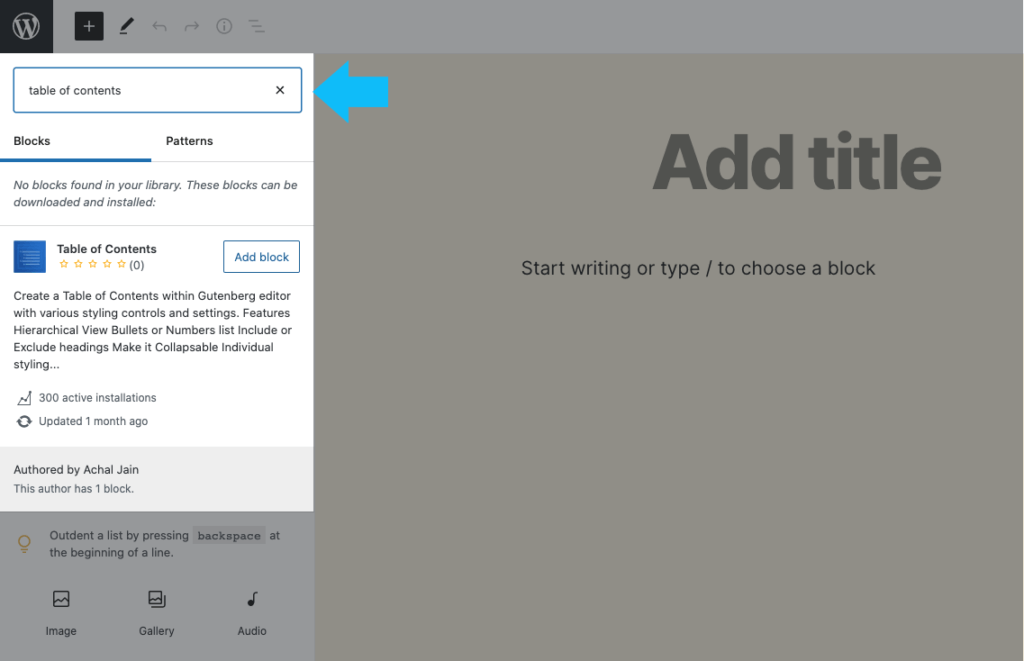 table of contents
Blocks
Patterns
No blocks found in your library. These blocks can be
downloaded and installed:
Table of Contents
(0)
Add block
Create a Table of Contents within Gutenberg editor
with various styling controls and settings. Features
Hierarchical View Bullets or Numbers list Include or
Exclude headings Make it Collapsable Individual
styling...
300 active installations
Updated 1 month ago
Authored by Achal Jain
This author has 1 block.
Outdent a list by pressing backspace at
the beginning of a line.
Image
Gallery
Audio
Add title
Start writing or type / to choose a block